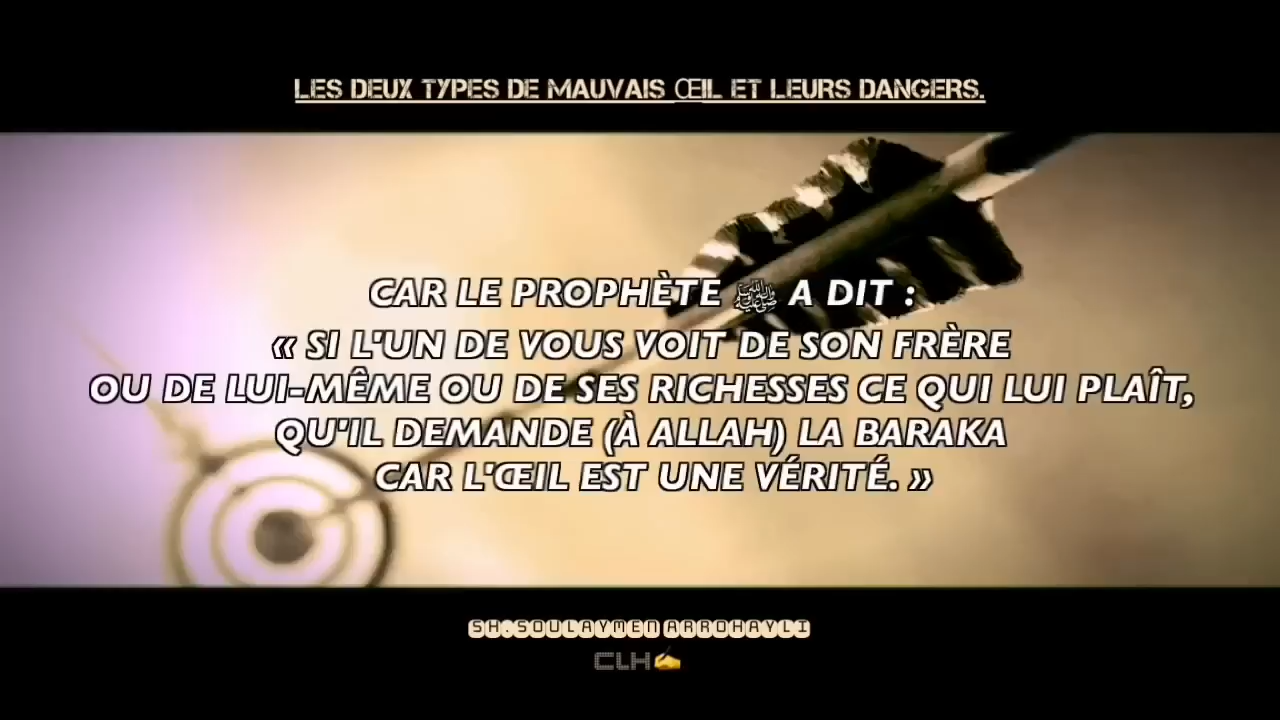 LES DEUX TYPES DE MAUVAIS ŒIL ET LEURS DANGERS.
CAR LE PROPHÈTE ﷺ A DIT :
« SI L'UN DE VOUS VOIT DE SON FRÈRE
OU DE LUI-MÊME OU DE SES RICHESSES CE QUI LUI PLAÎT,
QU'IL DEMANDE (À ALLAH) LA BARAKA
CAR L'ŒIL EST UNE VÉRITÉ. »
SH.SOULAYMEN ARROHAYLI
CLH✍️